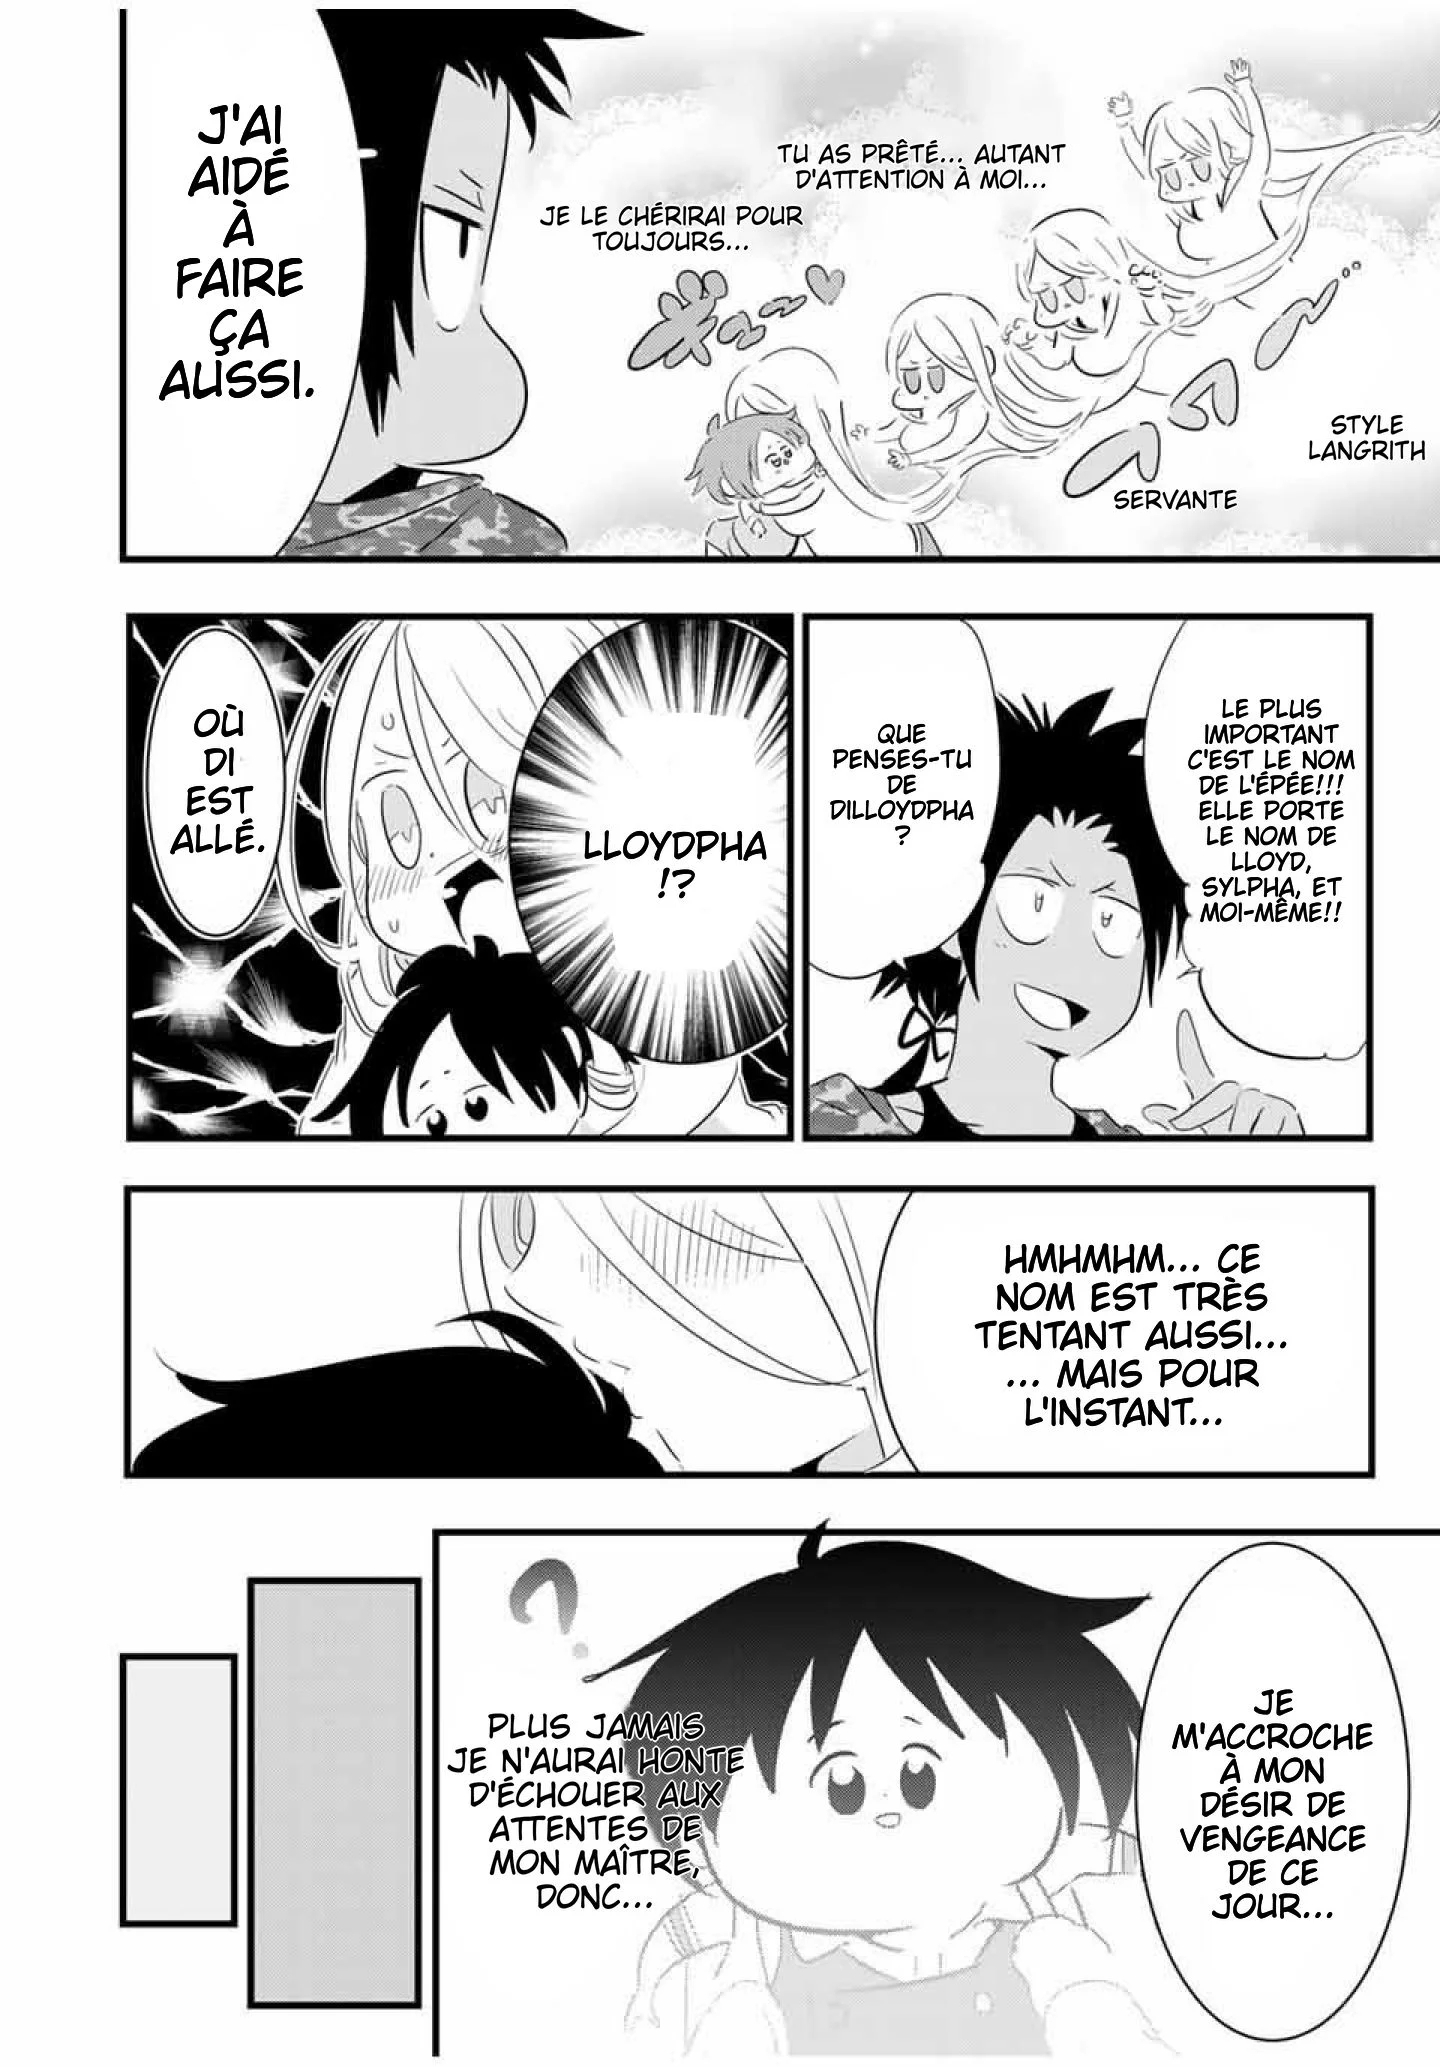 TU AS PRÊTÉ... AUTANT
D'ATTENTION À MOI...
JE LE CHÉRIRAI POUR
TOUJOURS...
ギュ~~♥
STYLE
LANGRITH
SERVANTE
J'AI
AIDÉ
À
FAIRE
ÇA
AUSSI.
LE PLUS
IMPORTANT
C'EST LE NOM
DE L'ÉPÉE!!!
ELLE PORTE
LE NOM DE
LLOYD,
SYLPHA, ET
MOI-MÊME!!
QUE
PENSES-TU
DE
DILLOYDPHA
?
LLOYDPHA
!?
OÙ
DI
EST
ALLÉ.
HMHMHM... CE
NOM EST TRÈS
TENTANT AUSSI...
... MAIS POUR
L'INSTANT...
JE
M'ACCROCHE
À MON
DÉSIR DE
VENGEANCE
DE CE
JOUR...
?
PLUS JAMAIS
JE N'AURAI HONTE
D'ÉCHOUER AUX
ATTENTES DE
MON MAÎTRE,
DONC...